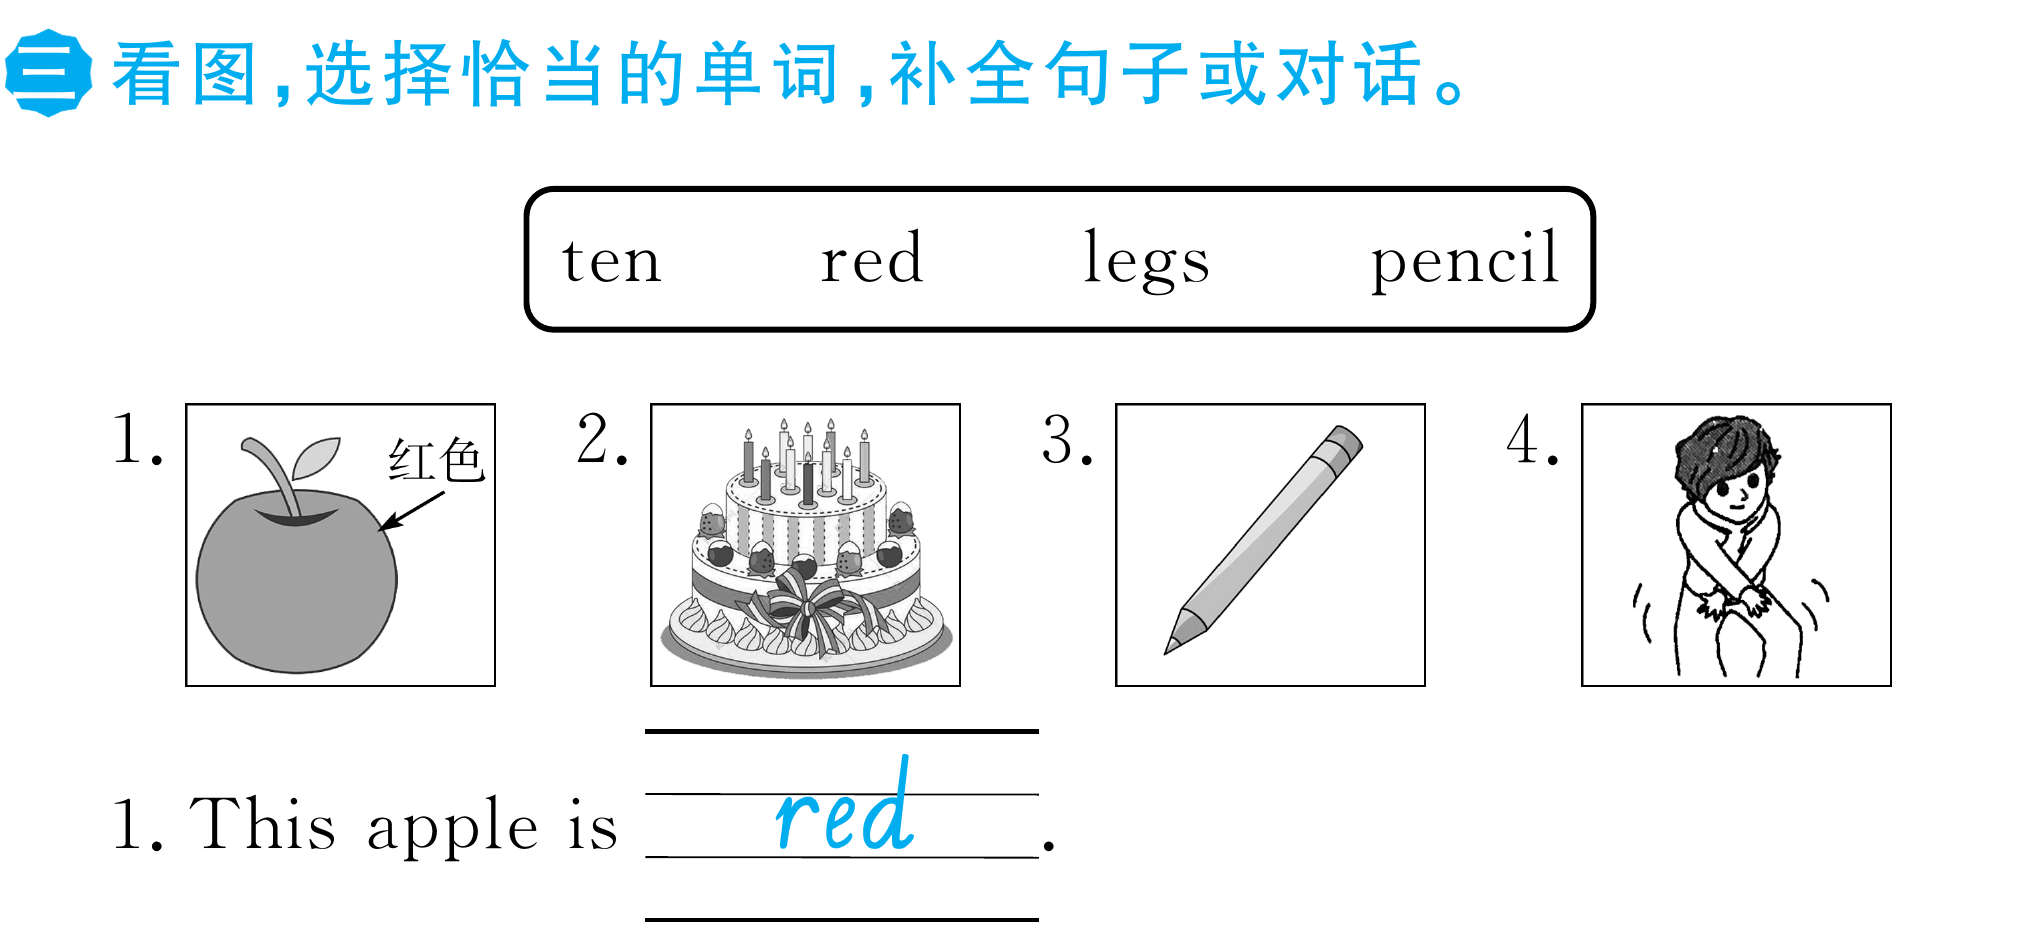 三 看图,选择恰当的单词,补全句子或对话。
ten red legs pencil
1. 红色 2. 3. 4.
1. This apple is red.